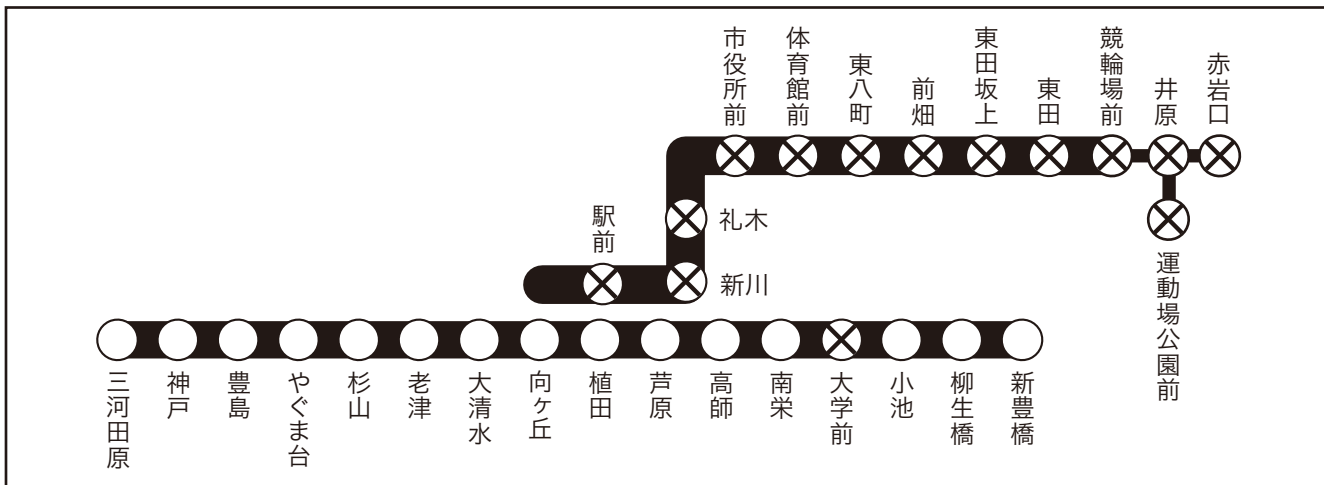 市役所前
体育館前
東八町
前畑
東田坂上
東田
競輪場前
井原
赤岩口
駅前
札木
新川
運動場公園前
三河田原
神戸
豊島
やぐま台
杉山
老津
大清水
向ヶ丘
植田
芦原
高師
南栄
大学前
小池
柳生橋
新豊橋